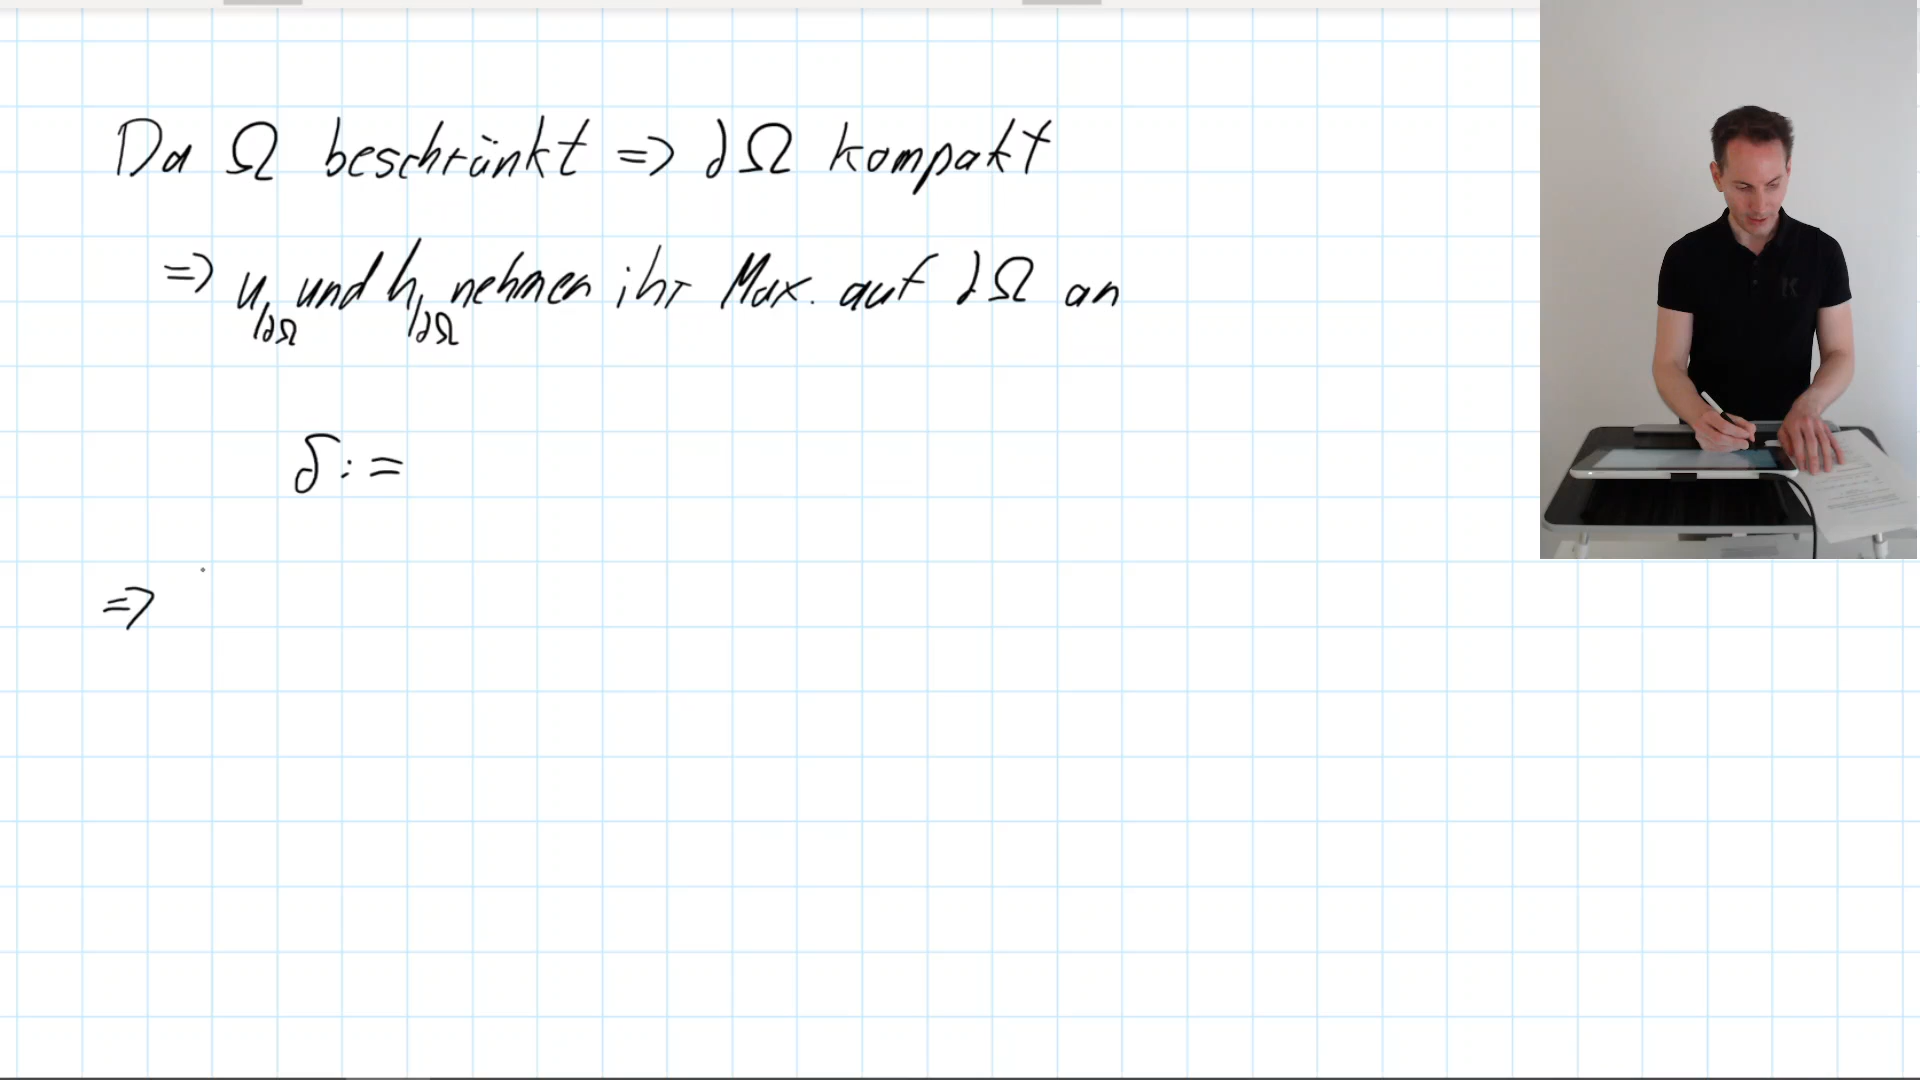 Da Ω beschränkt => ∂Ω kompakt
=> u|∂Ω und h|∂Ω nehmen ihr Max. auf ∂Ω an
δ :=
=>